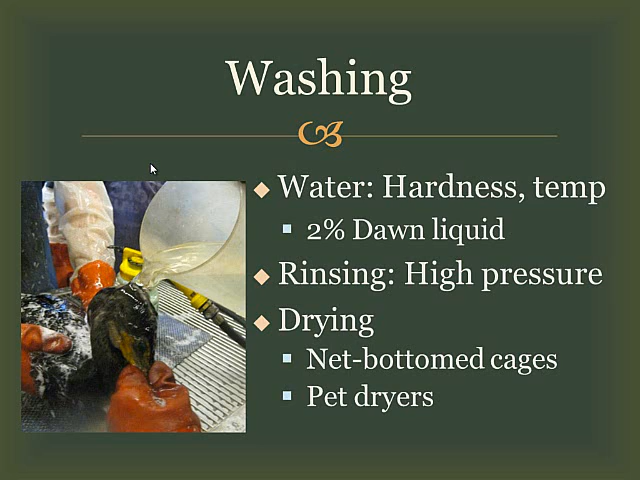 Washing
Water: Hardness, temp
2% Dawn liquid
Rinsing: High pressure
Drying
Net-bottomed cages
Pet dryers